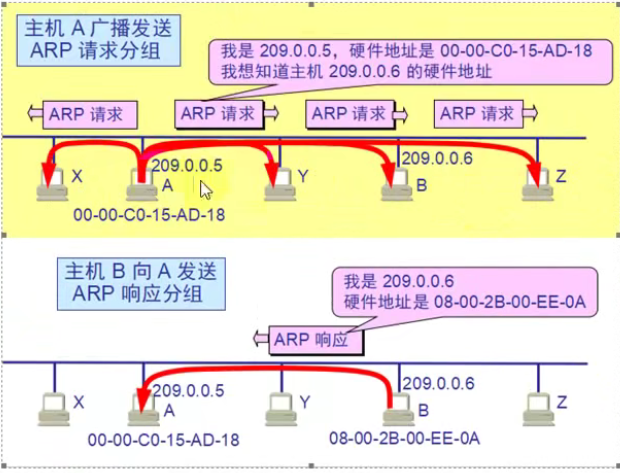 主机 A 广播发送
ARP 请求分组
我是 209.0.0.5，硬件地址是 00-00-C0-15-AD-18
我想知道主机 209.0.0.6 的硬件地址
ARP 请求
ARP 请求
ARP 请求
ARP 请求
209.0.0.5
209.0.0.6
X
A
Y
B
Z
00-00-C0-15-AD-18
主机 B 向 A 发送
ARP 响应分组
我是 209.0.0.6
硬件地址是 08-00-2B-00-EE-0A
ARP 响应
209.0.0.5
209.0.0.6
X
A
Y
B
Z
00-00-C0-15-AD-18
08-00-2B-00-EE-0A